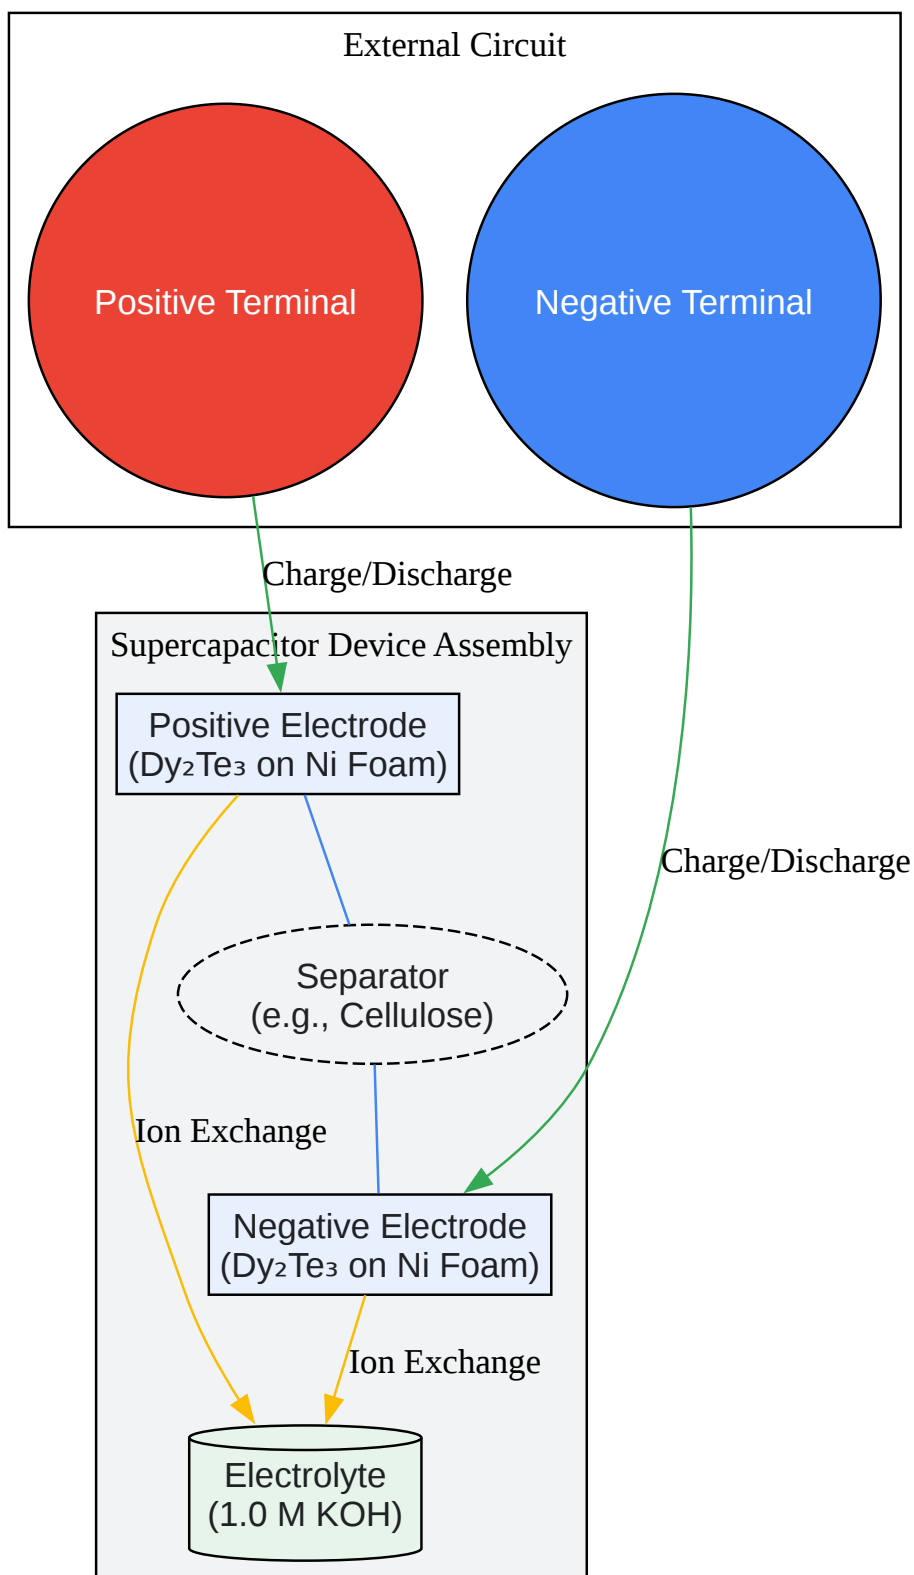 External Circuit
Positive Terminal
Negative Terminal
Charge/Discharge
Supercapacitor Device Assembly
Positive Electrode
(Dy₂Te₃ on Ni Foam)
Charge/Discharge
Separator
(e.g., Cellulose)
Ion Exchange
Negative Electrode
(Dy₂Te₃ on Ni Foam)
Ion Exchange
Electrolyte
(1.0 M KOH)